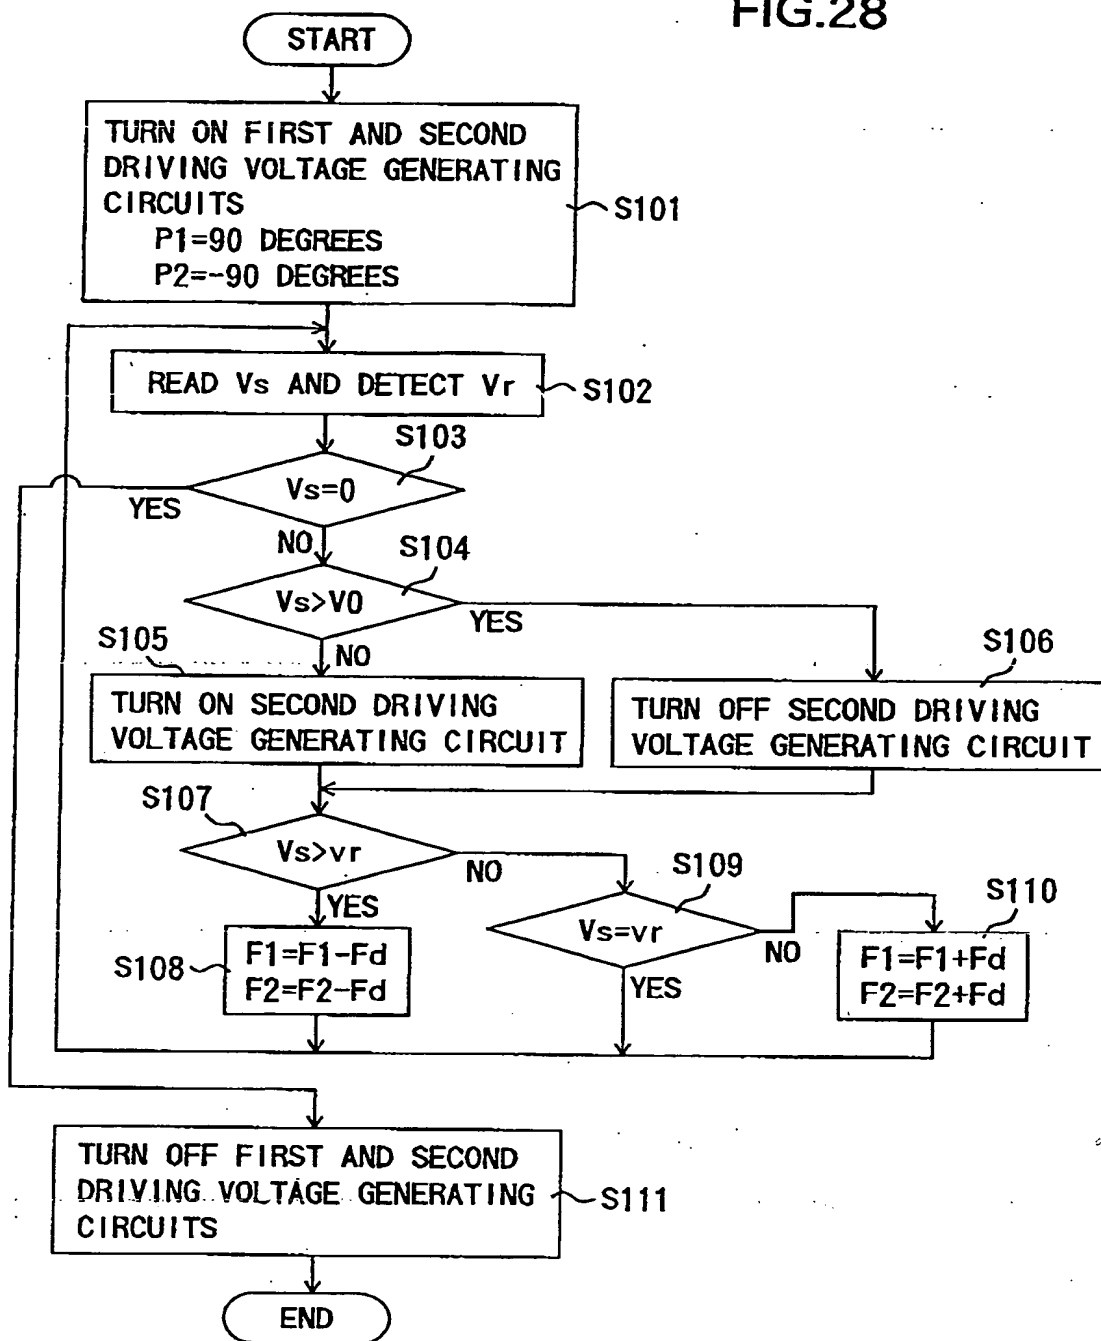 FIG.28
START
TURN ON FIRST AND SECOND
DRIVING VOLTAGE GENERATING
CIRCUITS
P1=90 DEGREES
P2=-90 DEGREES
S101
READ Vs AND DETECT Vr
S102
S103
Vs=0
YES
NO
S104
Vs>V0
YES
NO
S105
TURN ON SECOND DRIVING
VOLTAGE GENERATING CIRCUIT
S106
TURN OFF SECOND DRIVING
VOLTAGE GENERATING CIRCUIT
S107
Vs>vr
NO
YES
S108
F1=F1-Fd
F2=F2-Fd
S109
Vs=vr
NO
YES
S110
F1=F1+Fd
F2=F2+Fd
TURN OFF FIRST AND SECOND
DRIVING VOLTAGE GENERATING
CIRCUITS
S111
END